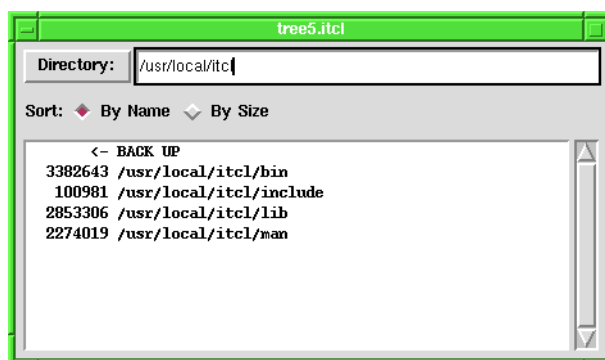 tree5.itcl
Directory: /usr/local/itcl
Sort: By Name By Size
<- BACK UP
3382643 /usr/local/itcl/bin
100981 /usr/local/itcl/include
2853306 /usr/local/itcl/lib
2274019 /usr/local/itcl/man